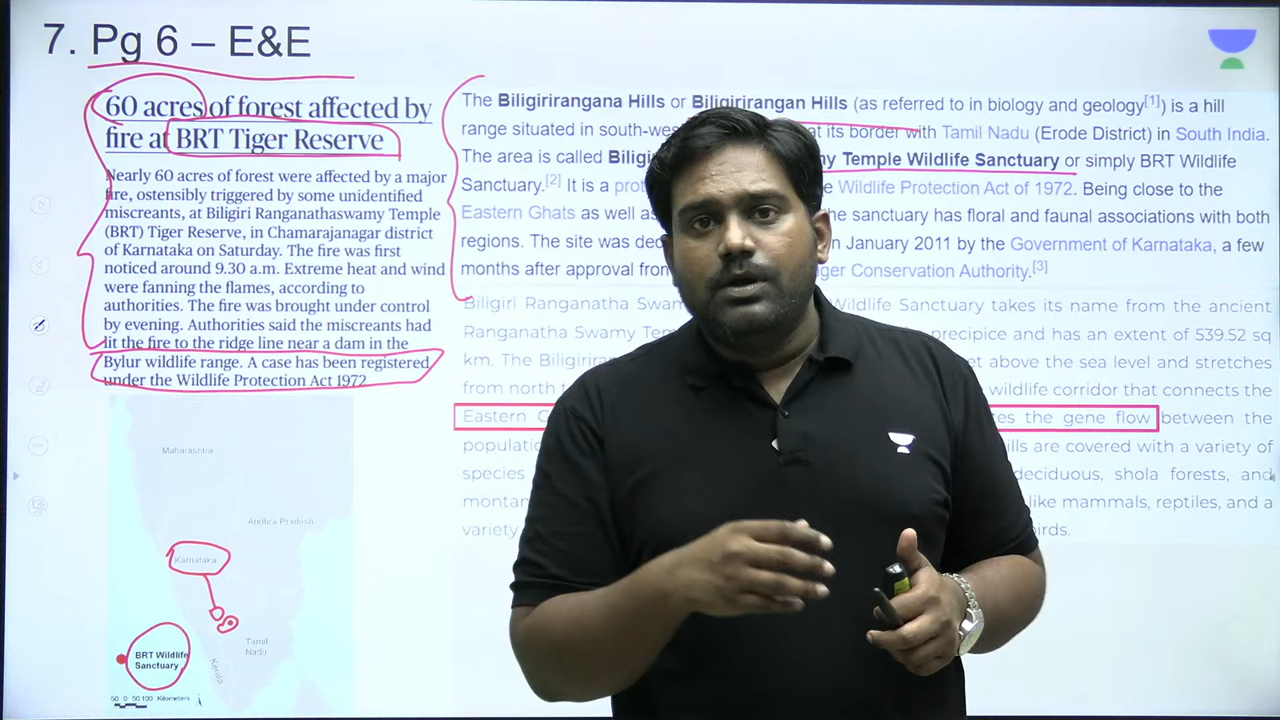 7. Pg 6 – E&E
60 acres of forest affected by
fire at BRT Tiger Reserve
Nearly 60 acres of forest were affected by a major
fire, ostensibly triggered by some unidentified
miscreants, at Biligiri Ranganathaswamy Temple
(BRT) Tiger Reserve, in Chamarajanagar district
of Karnataka on Saturday. The fire was first
noticed around 9.30 a.m. Extreme heat and wind
were fanning the flames, according to
authorities. The fire was brought under control
by evening. Authorities said the miscreants had
lit the fire to the ridge line near a dam in the
Bylur wildlife range. A case has been registered
under the Wildlife Protection Act 1972
The Biligirirangana Hills or Biligirirangan Hills (as referred to in biology and geology[1]) is a hill
range situated in south-wes at its border with Tamil Nadu (Erode District) in South India.
The area is called Biligi my Temple Wildlife Sanctuary or simply BRT Wildlife
Sanctuary.[2] It is a prot e Wildlife Protection Act of 1972. Being close to the
Eastern Ghats as well as the sanctuary has floral and faunal associations with both
regions. The site was dec n January 2011 by the Government of Karnataka, a few
months after approval from ger Conservation Authority.[3]
Biligiri Ranganatha Swam Wildlife Sanctuary takes its name from the ancient
Ranganatha Swamy Tem precipice and has an extent of 539.52 sq
km. The Biligirirang et above the sea level and stretches
from north t wildlife corridor that connects the
Eastern G tes the gene flow between the
populatio ills are covered with a variety of
species deciduous, shola forests, and
montan like mammals, reptiles, and a
variety birds.
Maharashtra
Andhra Pradesh
Karnataka
Tamil
Nadu
Kerala
BRT Wildlife
Sanctuary
50 0 50 100 Kilometers